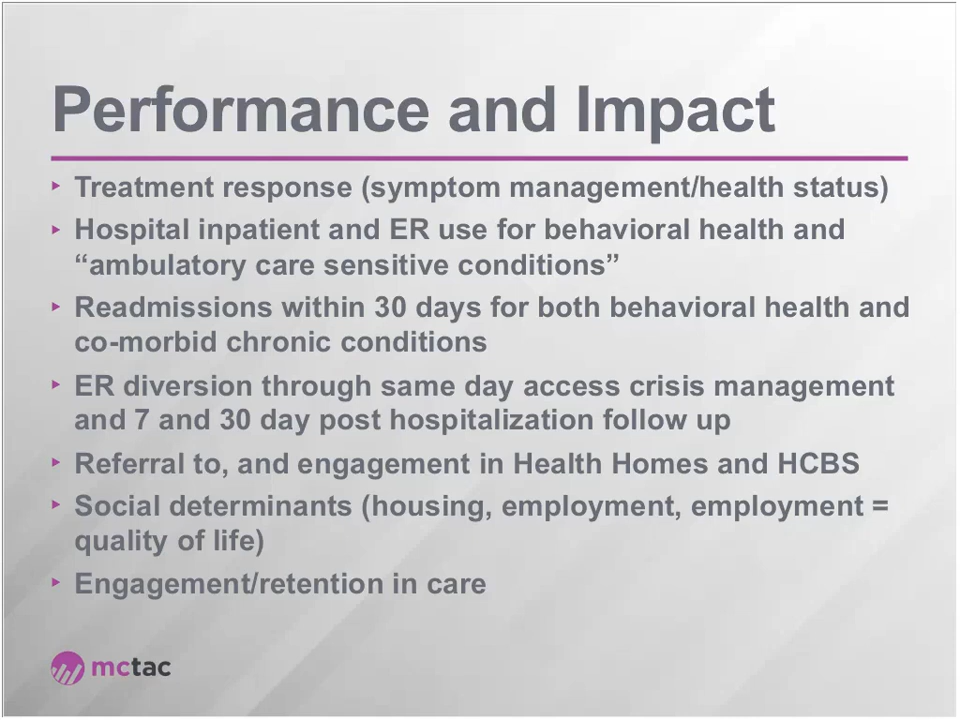 Performance and Impact
‣ Treatment response (symptom management/health status)
‣ Hospital inpatient and ER use for behavioral health and
“ambulatory care sensitive conditions”
‣ Readmissions within 30 days for both behavioral health and
co-morbid chronic conditions
‣ ER diversion through same day access crisis management
and 7 and 30 day post hospitalization follow up
‣ Referral to, and engagement in Health Homes and HCBS
‣ Social determinants (housing, employment, employment =
quality of life)
‣ Engagement/retention in care
mctac